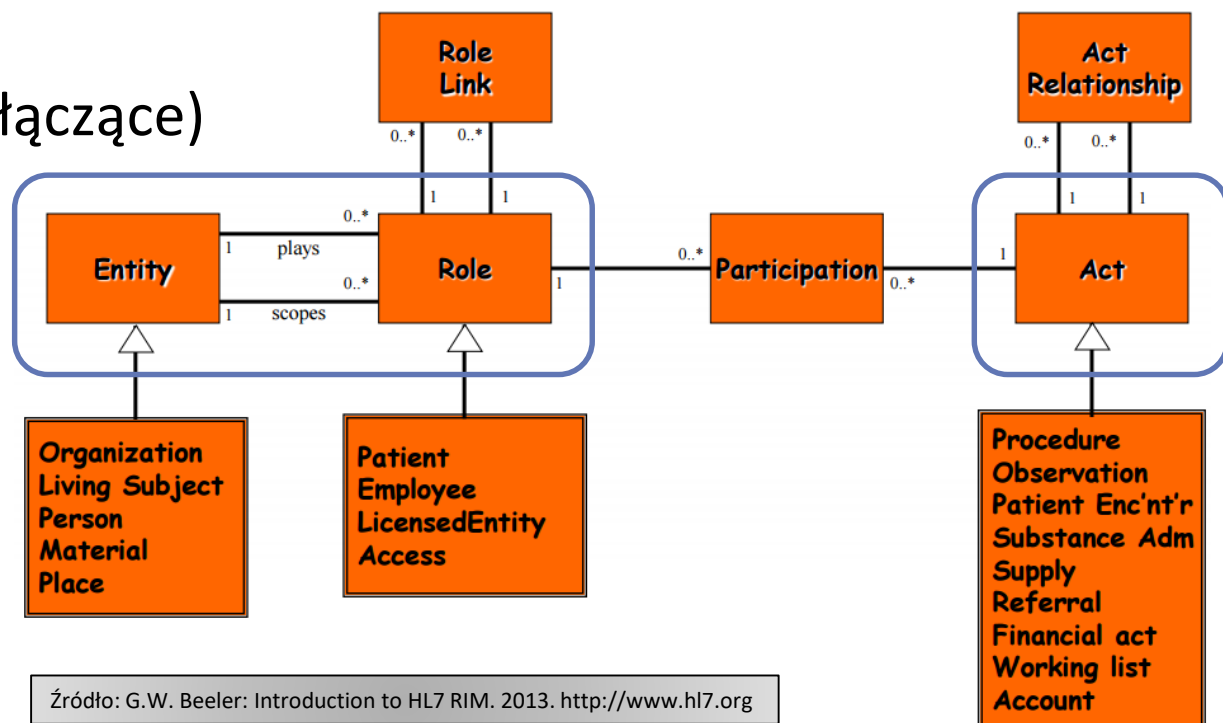 łączące)
Role
Link
Act
Relationship
0..*
0..*
0..*
0..*
1
1
1
1
Entity
1
plays
0..*
1
scopes
0..*
Role
1
0..*
Participation
0..*
1
Act
Organization
Living Subject
Person
Material
Place
Patient
Employee
LicensedEntity
Access
Procedure
Observation
Patient Enc'nt'r
Substance Adm
Supply
Referral
Financial act
Working list
Account
Źródło: G.W. Beeler: Introduction to HL7 RIM. 2013. http://www.hl7.org